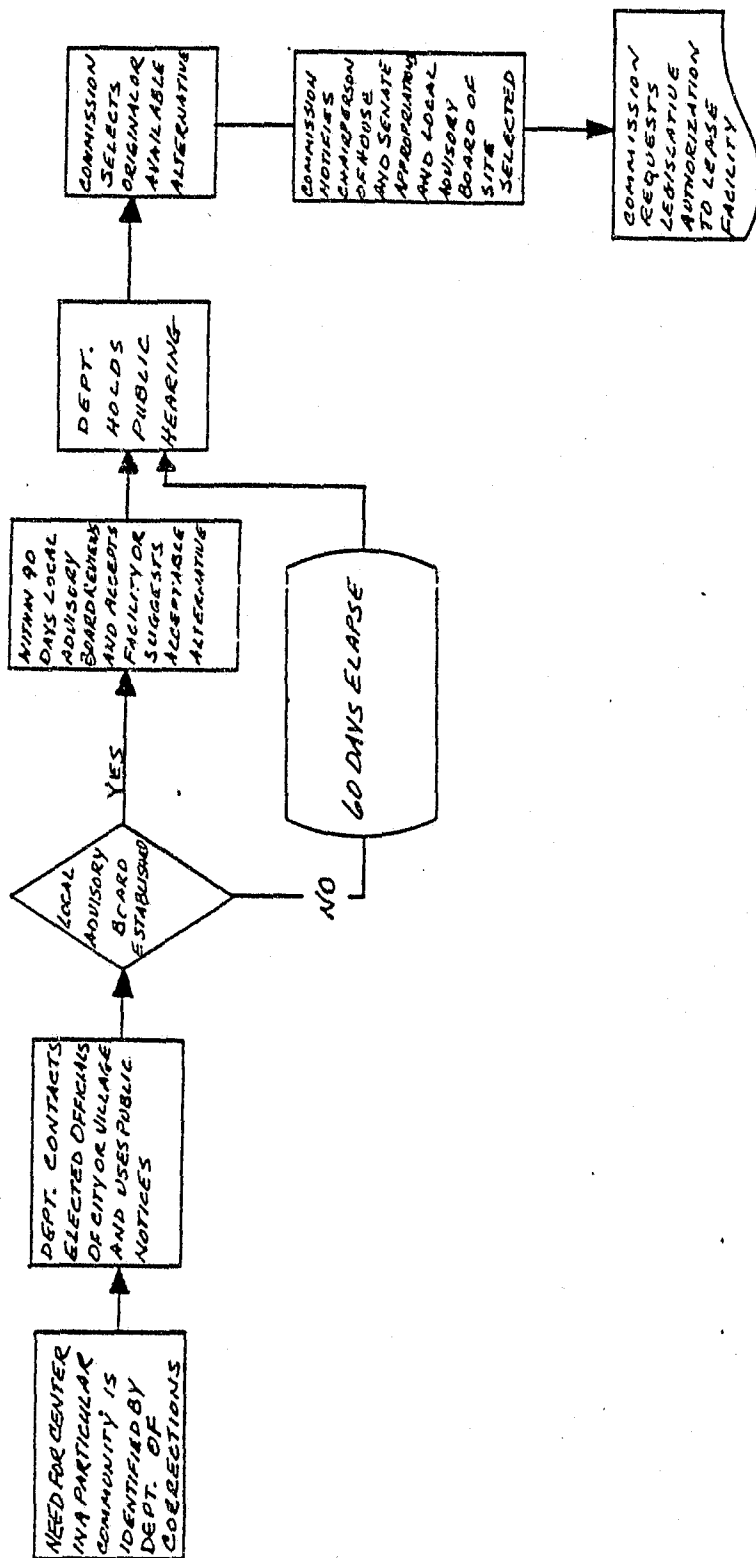 NEED FOR CENTER
IN A PARTICULAR
COMMUNITY IS
IDENTIFIED BY
DEPT. OF
CORRECTIONS
DEPT. CONTACTS
ELECTED OFFICIALS
OF CITY OR VILLAGE
AND USES PUBLIC
NOTICES
LOCAL
ADVISORY
BOARD
ESTABLISHED
YES
NO
WITHIN 90
DAYS LOCAL
ADVISORY
BOARD REVIEWS
AND ACCEPTS
FACILITY OR
SUGGESTS
ACCEPTABLE
ALTERNATIVE
60 DAYS ELAPSE
DEPT.
HOLDS
PUBLIC
HEARING
COMMISSION
SELECTS
ORIGINAL OR
AVAILABLE
ALTERNATIVE
COMMISSION
NOTIFIES
CHAIRPERSON
OF HOUSE
AND SENATE
APPROPRIATIONS
AND LOCAL
ADVISORY
BOARD OF
SITE
SELECTED
COMMISSION
REQUESTS
LEGISLATIVE
AUTHORIZATION
TO LEASE
FACILITY